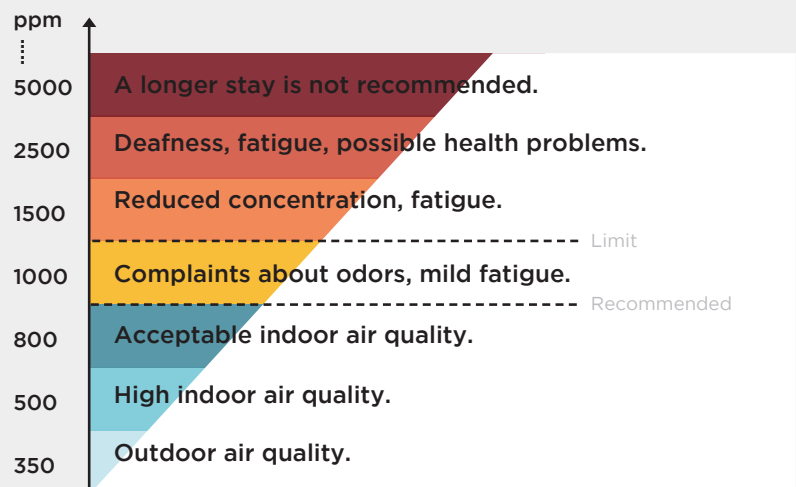 ppm
5000 A longer stay is not recommended.
2500 Deafness, fatigue, possible health problems.
1500 Reduced concentration, fatigue.
Limit
1000 Complaints about odors, mild fatigue.
Recommended
800 Acceptable indoor air quality.
500 High indoor air quality.
350 Outdoor air quality.